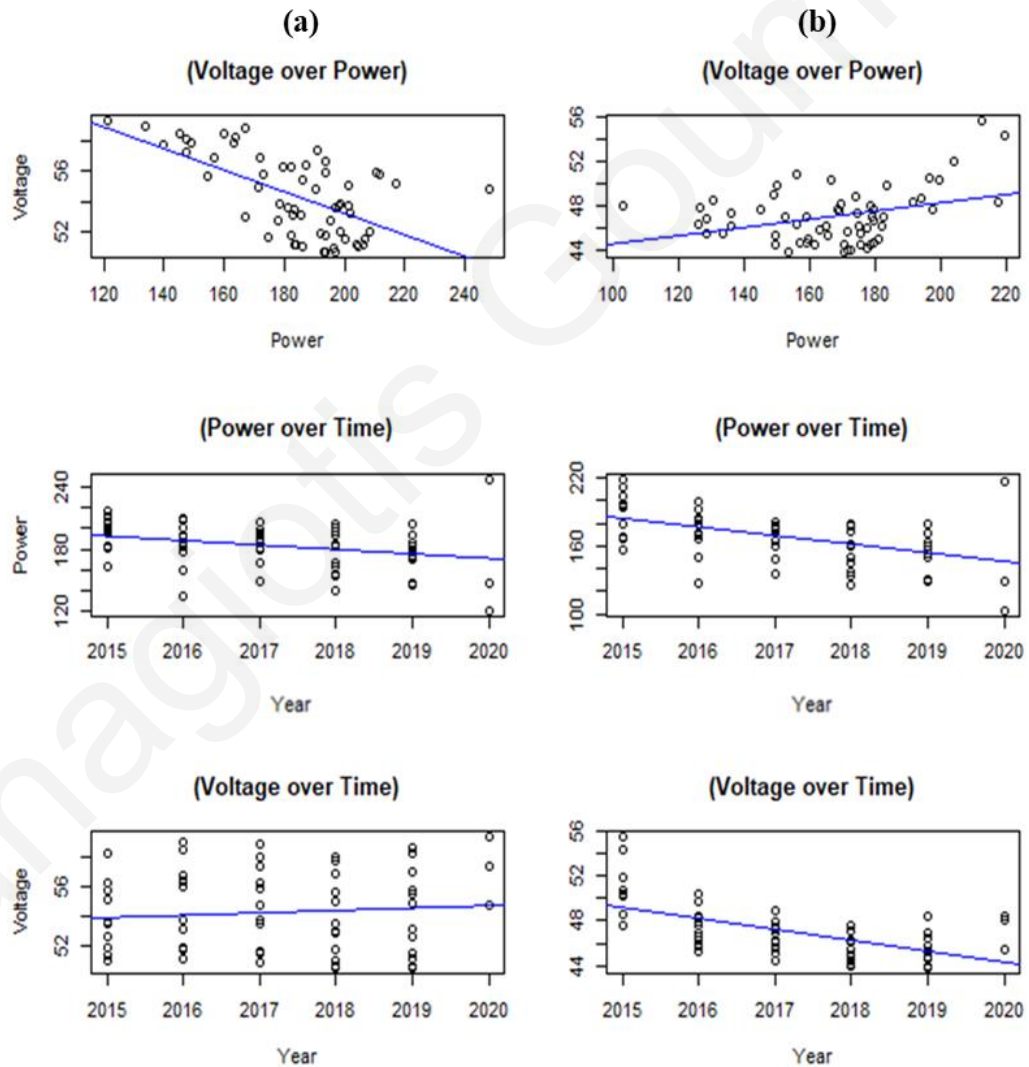 (a) (b)
(Voltage over Power) (Voltage over Power)
Voltage
52 56
120 140 160 180 200 220 240
Power
44 48 52 56
100 120 140 160 180 200 220
Power
(Power over Time) (Power over Time)
Power
120 180 240
2015 2016 2017 2018 2019 2020
Year
100 160 220
2015 2016 2017 2018 2019 2020
Year
(Voltage over Time) (Voltage over Time)
Voltage
52 56
2015 2016 2017 2018 2019 2020
Year
44 48 52 56
2015 2016 2017 2018 2019 2020
Year